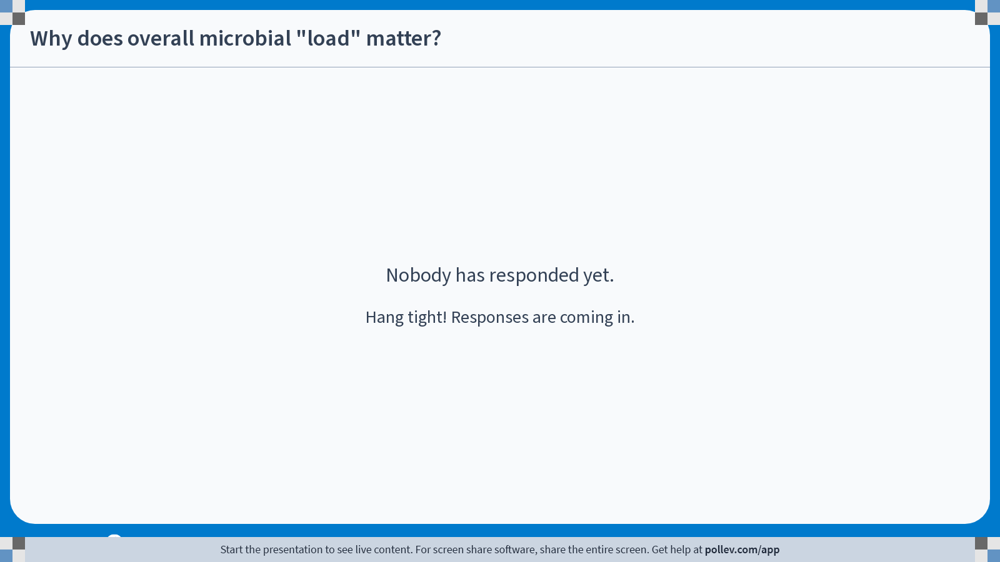 Why does overall microbial "load" matter?
Nobody has responded yet.
Hang tight! Responses are coming in.
Start the presentation to see live content. For screen share software, share the entire screen. Get help at pollev.com/app